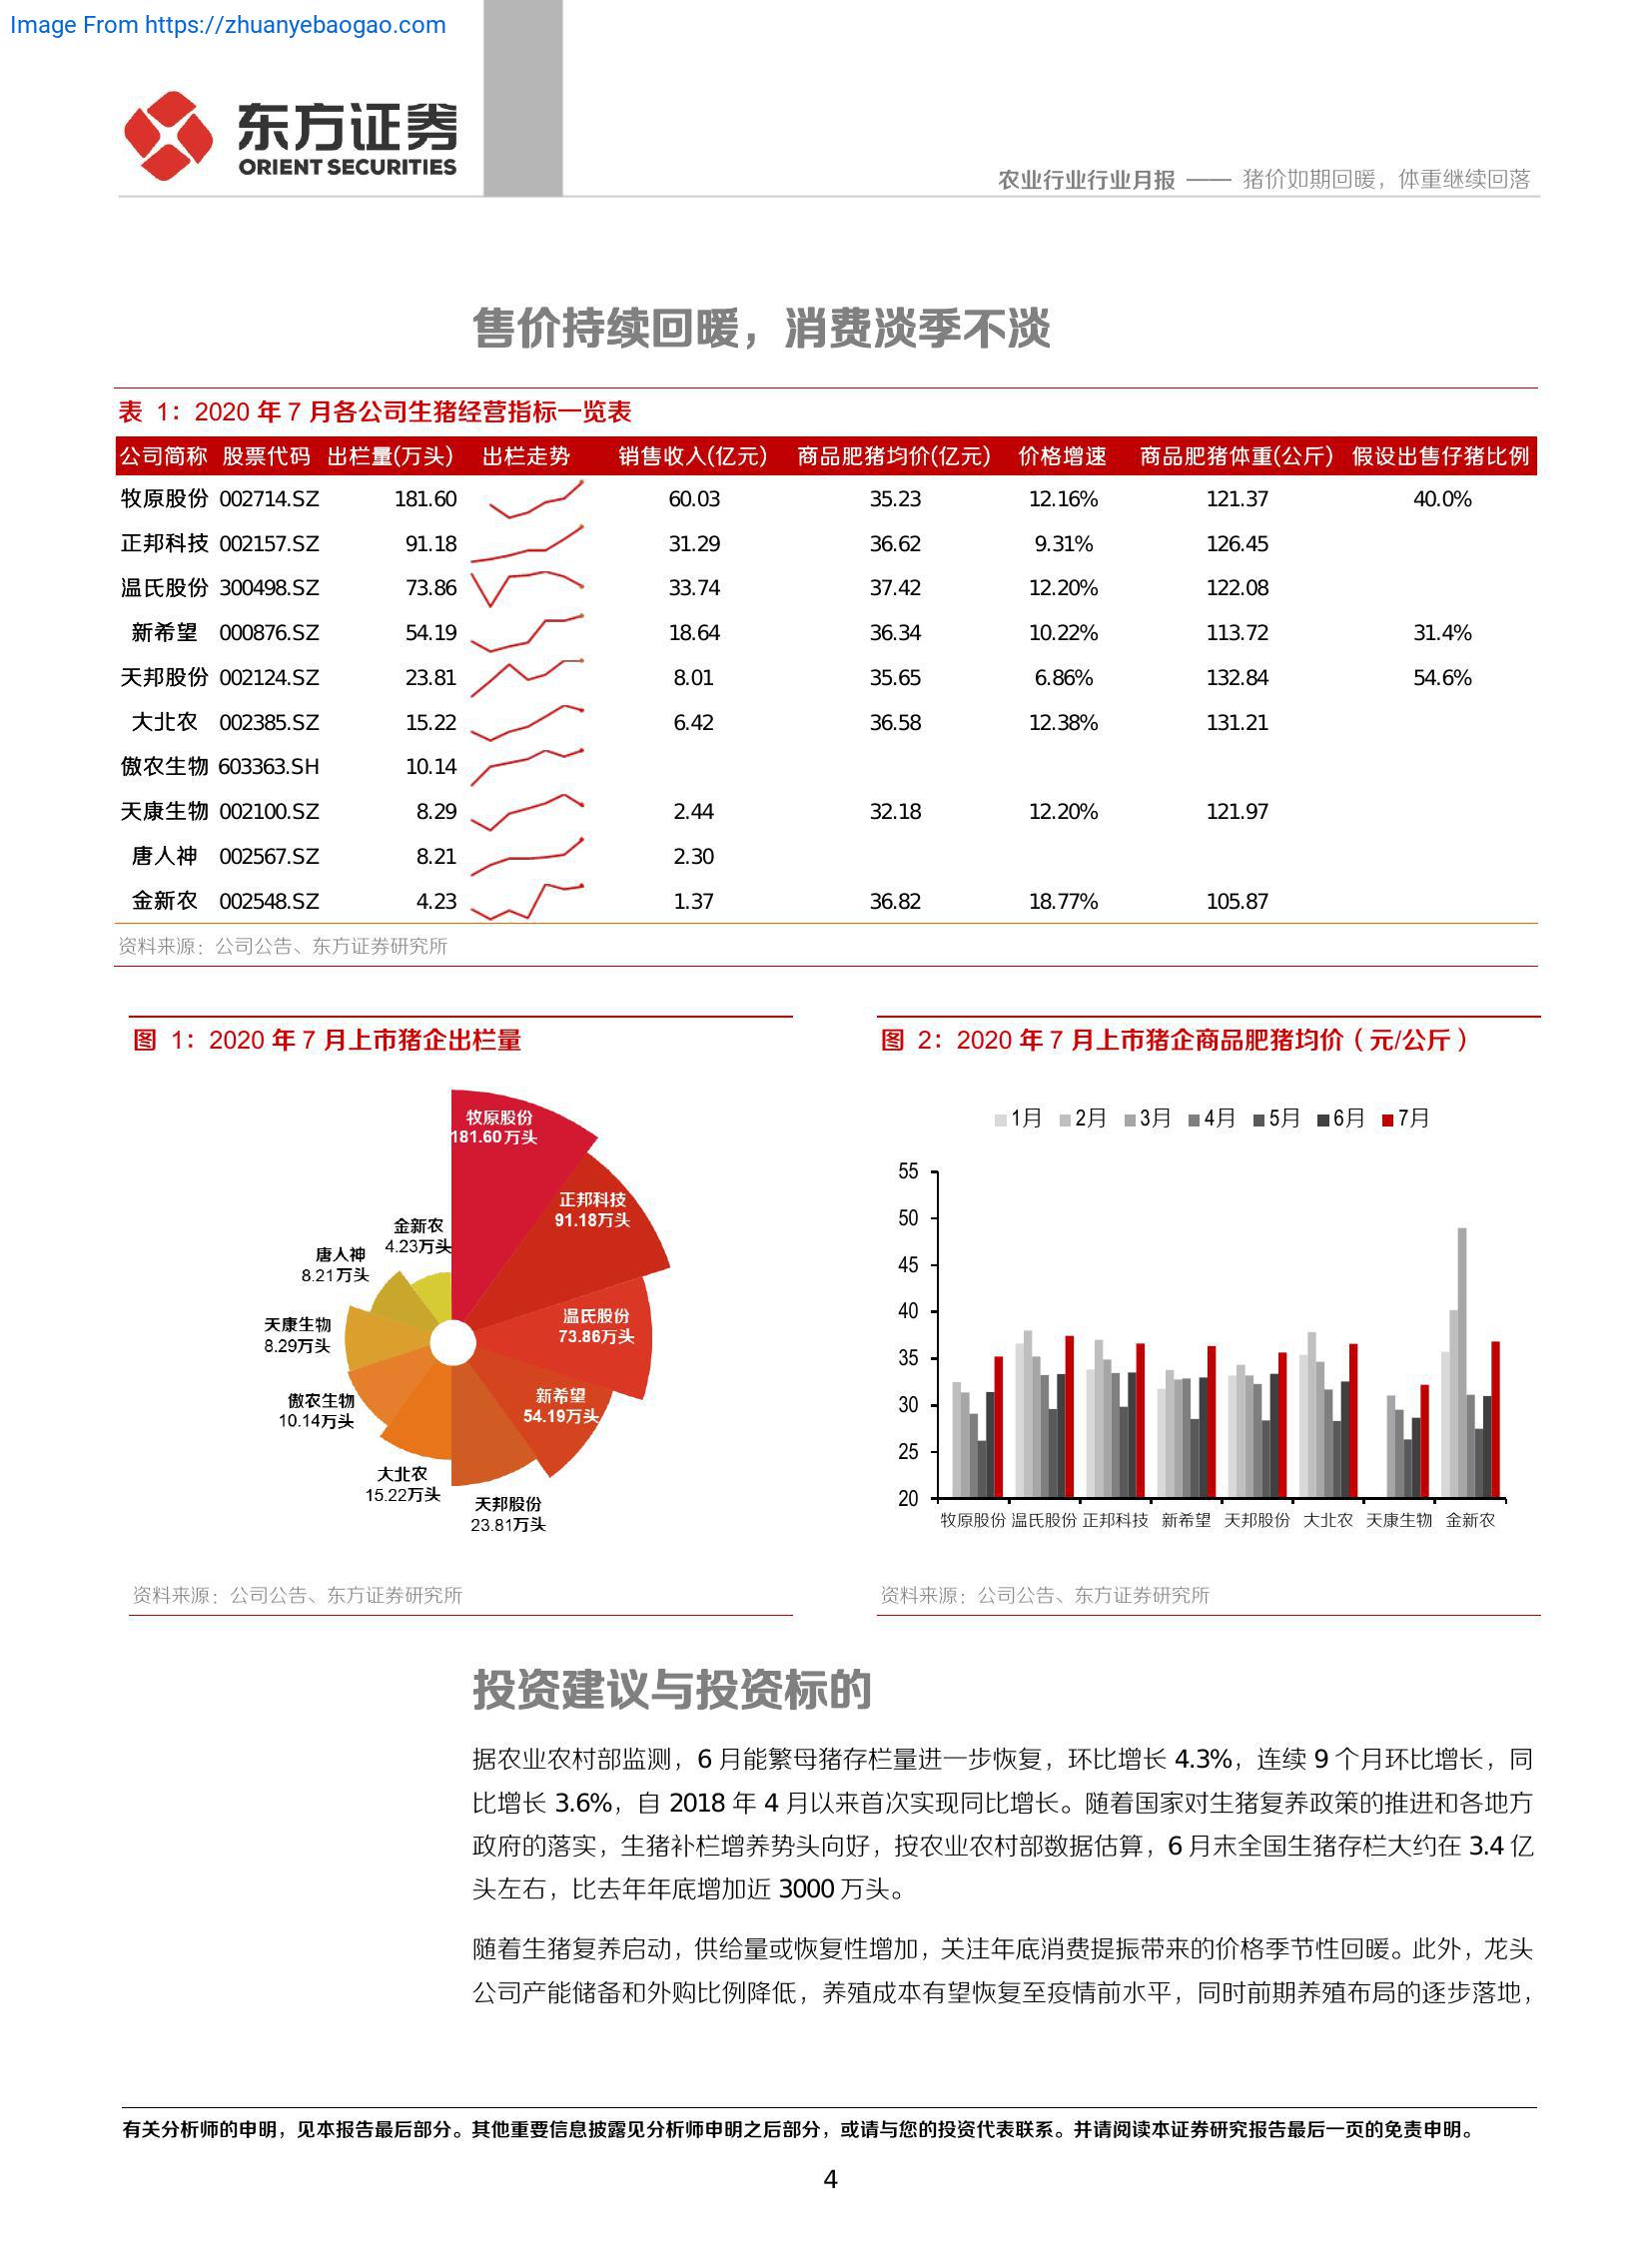 Image From https://zhuanyebaogao.com
东方证券
ORIENT SECURITIES
农业行业行业月报 —— 猪价如期回暖，体重继续回落
售价持续回暖，消费淡季不淡
表 1：2020 年 7 月各公司生猪经营指标一览表
公司简称 股票代码 出栏量(万头) 出栏走势 销售收入(亿元) 商品肥猪均价(亿元) 价格增速 商品肥猪体重(公斤) 假设出售仔猪比例
牧原股份 002714.SZ 181.60 60.03 35.23 12.16% 121.37 40.0%
正邦科技 002157.SZ 91.18 31.29 36.62 9.31% 126.45
温氏股份 300498.SZ 73.86 33.74 37.42 12.20% 122.08
新希望 000876.SZ 54.19 18.64 36.34 10.22% 113.72 31.4%
天邦股份 002124.SZ 23.81 8.01 35.65 6.86% 132.84 54.6%
大北农 002385.SZ 15.22 6.42 36.58 12.38% 131.21
傲农生物 603363.SH 10.14
天康生物 002100.SZ 8.29 2.44 32.18 12.20% 121.97
唐人神 002567.SZ 8.21 2.30
金新农 002548.SZ 4.23 1.37 36.82 18.77% 105.87
资料来源：公司公告、东方证券研究所
图 1：2020 年 7 月上市猪企出栏量
牧原股份
181.60万头
正邦科技
91.18万头
温氏股份
73.86万头
新希望
54.19万头
天邦股份
23.81万头
大北农
15.22万头
傲农生物
10.14万头
天康生物
8.29万头
唐人神
8.21万头
金新农
4.23万头
资料来源：公司公告、东方证券研究所
图 2：2020 年 7 月上市猪企商品肥猪均价（元/公斤）
1月 2月 3月 4月 5月 6月 7月
55
50
45
40
35
30
25
20
牧原股份 温氏股份 正邦科技 新希望 天邦股份 大北农 天康生物 金新农
资料来源：公司公告、东方证券研究所
投资建议与投资标的
据农业农村部监测，6 月能繁母猪存栏量进一步恢复，环比增长 4.3%，连续 9 个月环比增长，同
比增长 3.6%，自 2018 年 4 月以来首次实现同比增长。随着国家对生猪复养政策的推进和各地方
政府的落实，生猪补栏增养势头向好，按农业农村部数据估算，6 月末全国生猪存栏大约在 3.4 亿
头左右，比去年年底增加近 3000 万头。
随着生猪复养启动，供给量或恢复性增加，关注年底消费提振带来的价格季节性回暖。此外，龙头
公司产能储备和外购比例降低，养殖成本有望恢复至疫情前水平，同时前期养殖布局的逐步落地，
有关分析师的申明，见本报告最后部分。其他重要信息披露见分析师申明之后部分，或请与您的投资代表联系。并请阅读本证券研究报告最后一页的免责申明。
4